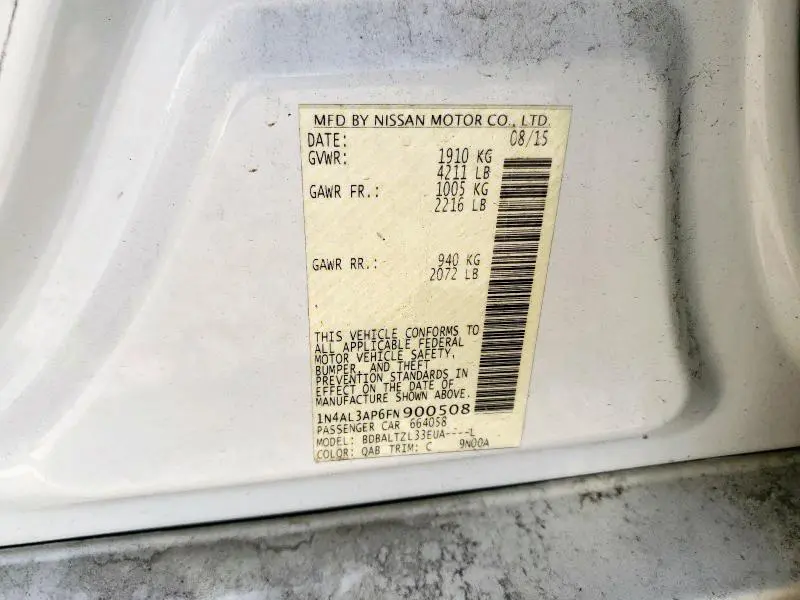 MFD BY NISSAN MOTOR CO., LTD.
DATE: 08/15
GVWR: 1910 KG
4211 LB
GAWR FR.: 1005 KG
2216 LB
GAWR RR.: 940 KG
2072 LB
THIS VEHICLE CONFORMS TO
ALL APPLICABLE FEDERAL
MOTOR VEHICLE SAFETY,
BUMPER, AND THEFT
PREVENTION STANDARDS IN
EFFECT ON THE DATE OF
MANUFACTURE SHOWN ABOVE.
1N4AL3AP6FN900508
PASSENGER CAR 664058
MODEL: BDBALTZL33EUA----L
COLOR: QAB TRIM: C 9N00A